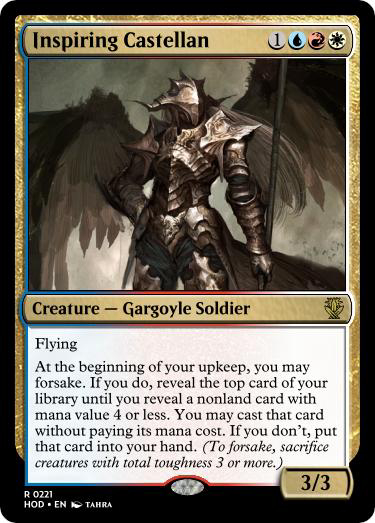 Inspiring Castellan 1
Creature — Gargoyle Soldier
Flying
At the beginning of your upkeep, you may
forsake. If you do, reveal the top card of your
library until you reveal a nonland card with
mana value 4 or less. You may cast that card
without paying its mana cost. If you don't, put
that card into your hand. (To forsake, sacrifice
creatures with total toughness 3 or more.)
3/3
R 0221
HOD • EN TAHRA